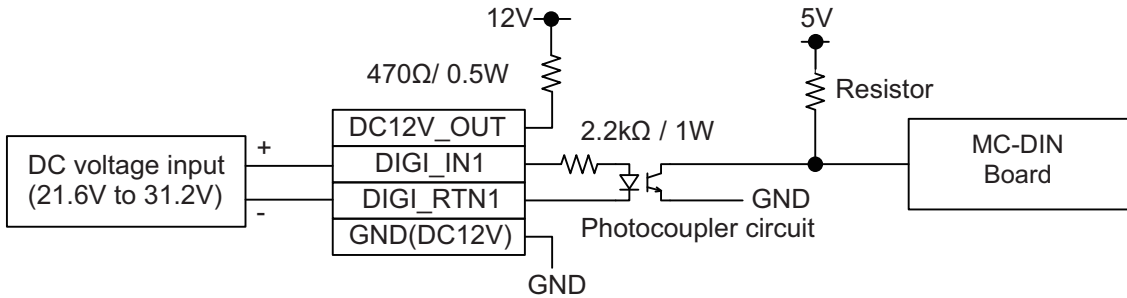 12V
5V
470Ω/ 0.5W
Resistor
DC12V_OUT
2.2kΩ / 1W
DC voltage input
(21.6V to 31.2V)
+
-
DIGI_IN1
DIGI_RTN1
GND(DC12V)
GND
Photocoupler circuit
GND
MC-DIN
Board